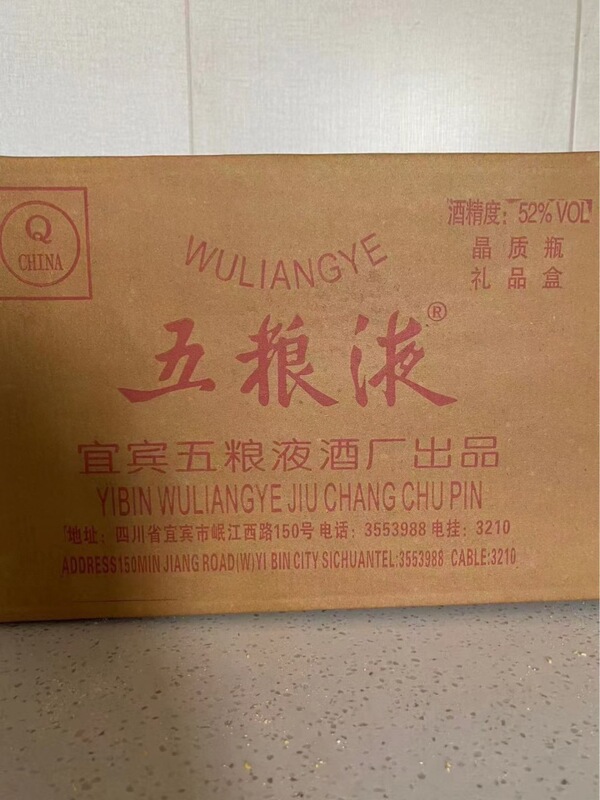 Q
CHINA
酒精度：52% VOL
晶质瓶
礼品盒
WULIANGYE
五粮液®
宜宾五粮液酒厂出品
YIBIN WULIANGYE JIU CHANG CHU PIN
地址：四川省宜宾市岷江西路150号 电话：3553988 电挂：3210
ADDRESS150MIN JIANG ROAD(W)YI BIN CITY SICHUANTEL:3553988 CABLE:3210